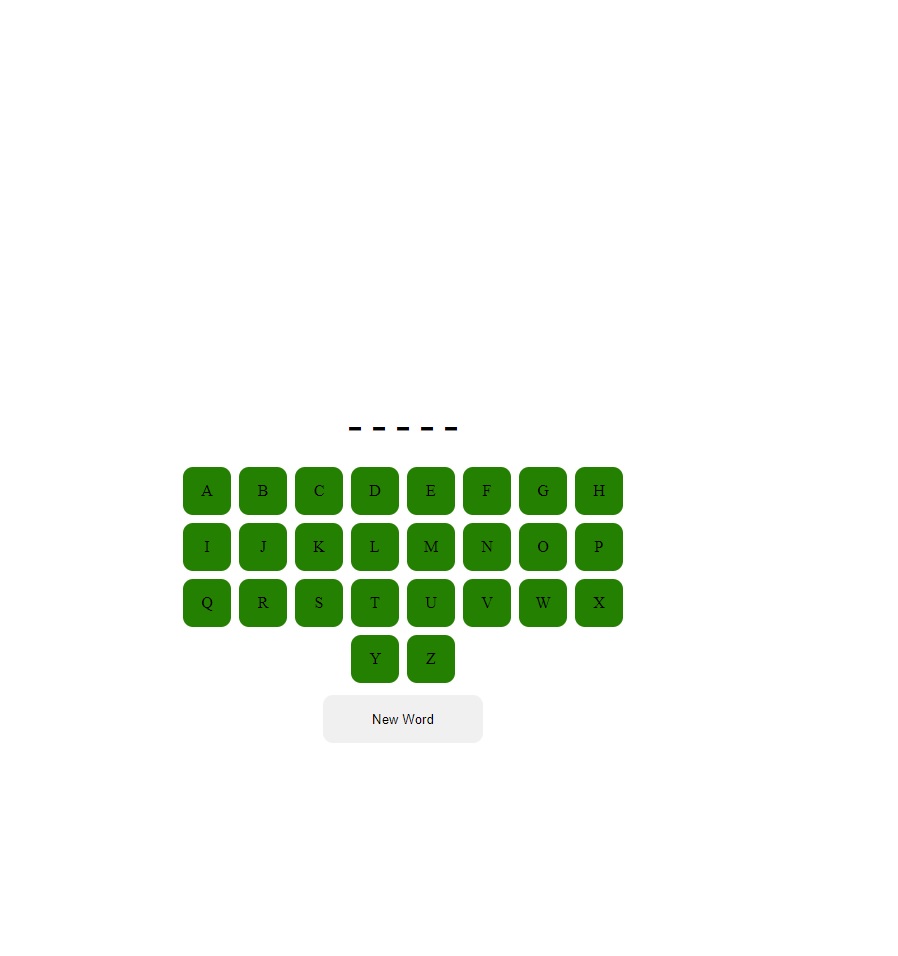 - - - - -
A B C D E F G H
I J K L M N O P
Q R S T U V W X
Y Z
New Word